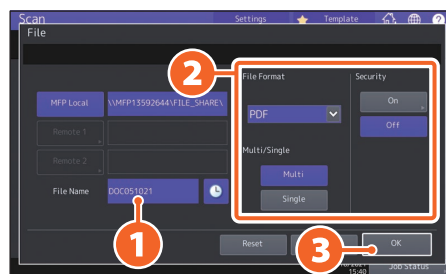 Scan Settings Template
File
2
File Format Security
MFP Local \\MFP13592644\FILE_SHARE\ On
PDF
Remote 1 Off
Multi/Single
Remote 2
Multi
File Name DOC051021
Single
1
Reset 3 OK
15:40 Job Status